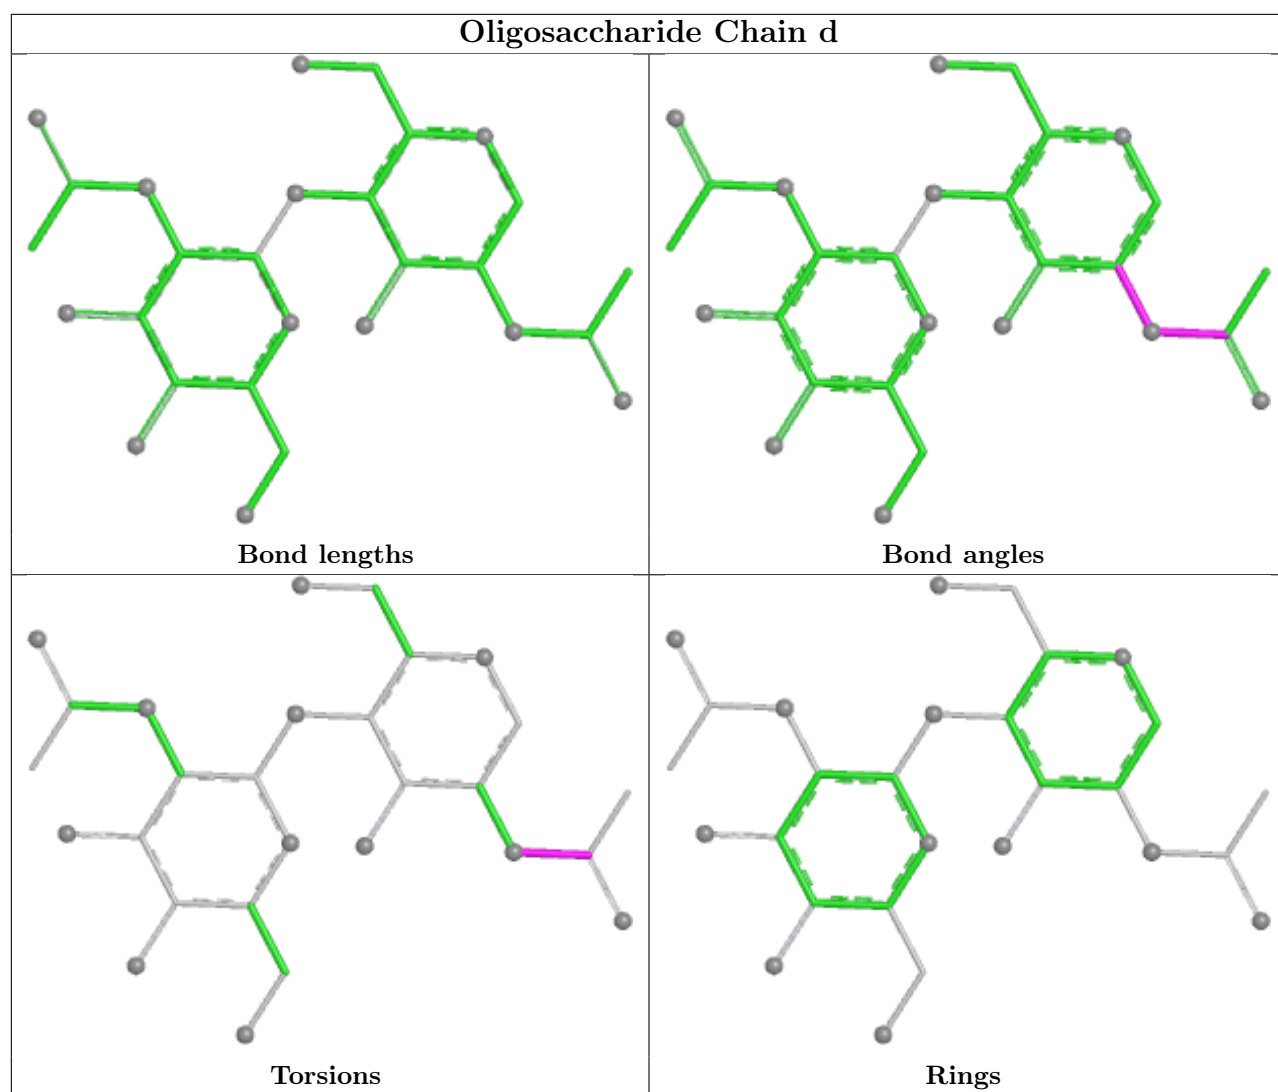 Oligosaccharide Chain d
Bond lengths
Bond angles
Torsions
Rings